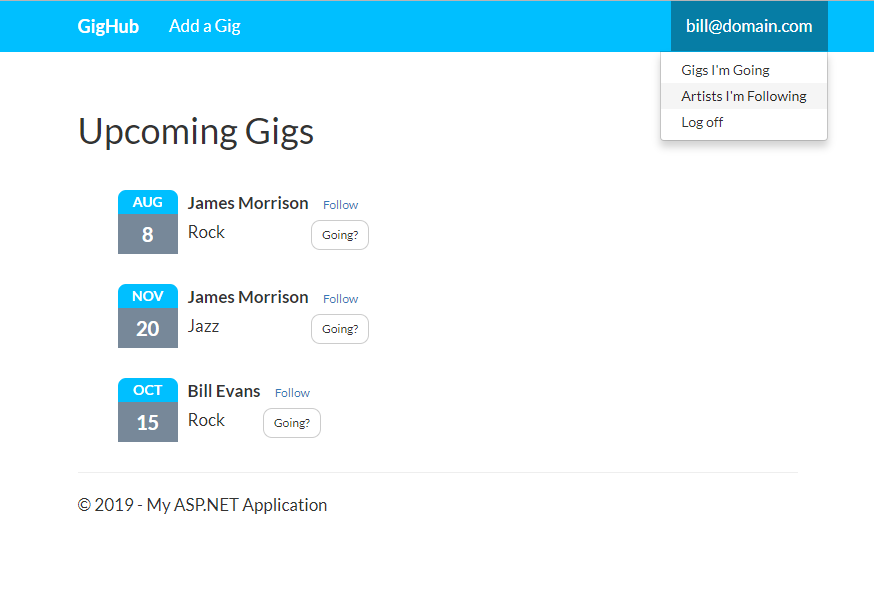 GigHub Add a Gig bill@domain.com
Gigs I'm Going
Artists I'm Following
Log off
Upcoming Gigs
AUG
8
James Morrison Follow
Rock Going?
NOV
20
James Morrison Follow
Jazz Going?
OCT
15
Bill Evans Follow
Rock Going?
© 2019 - My ASP.NET Application